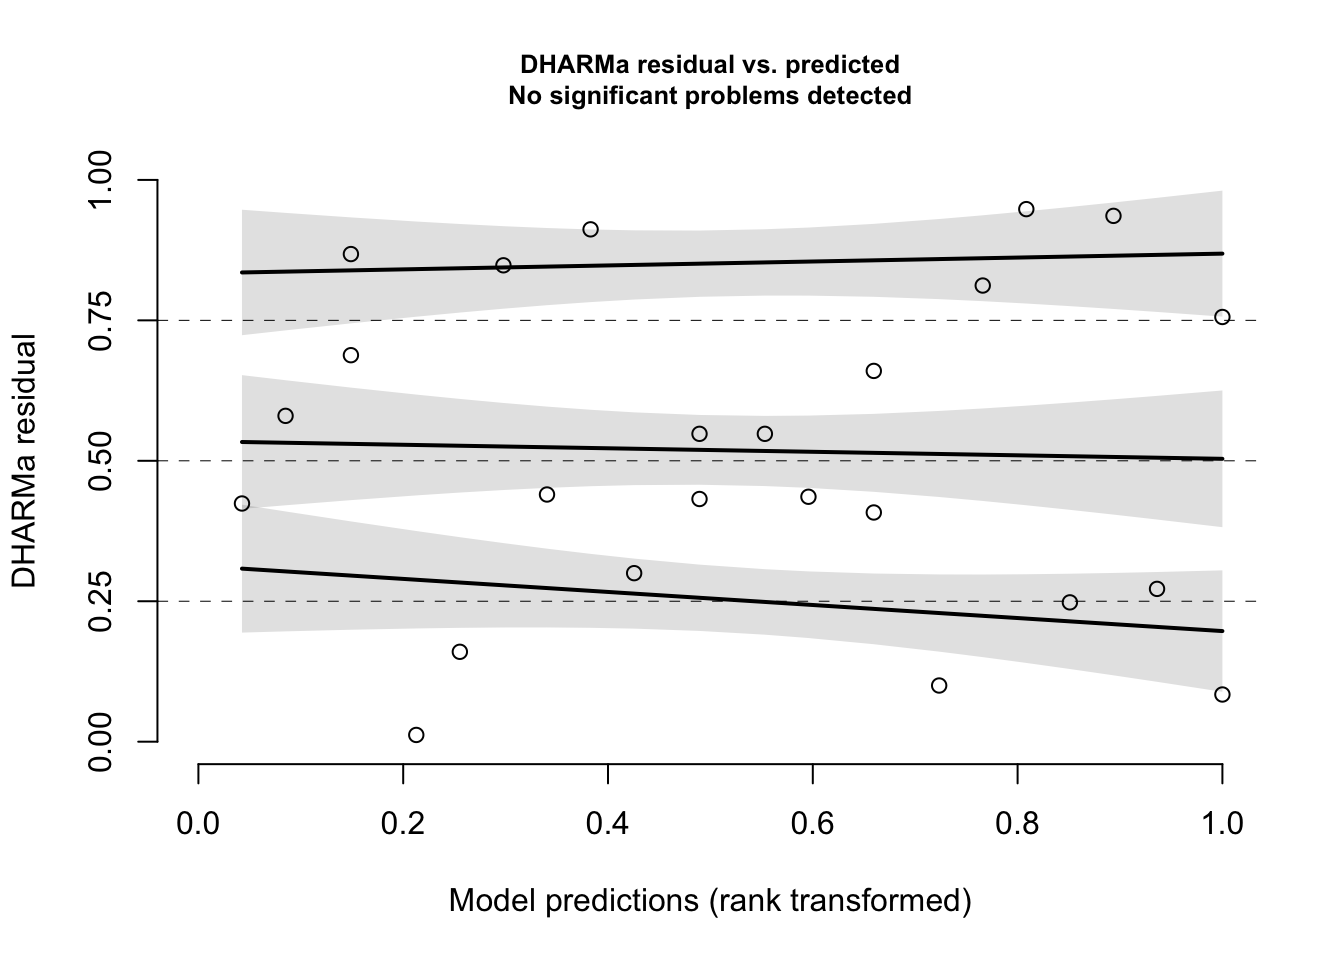 DHARMa residual vs. predicted
No significant problems detected
DHARMa residual
1.00
0.75
0.50
0.25
0.00
0.0 0.2 0.4 0.6 0.8 1.0
Model predictions (rank transformed)